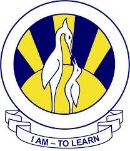 I AM – TO LEARN